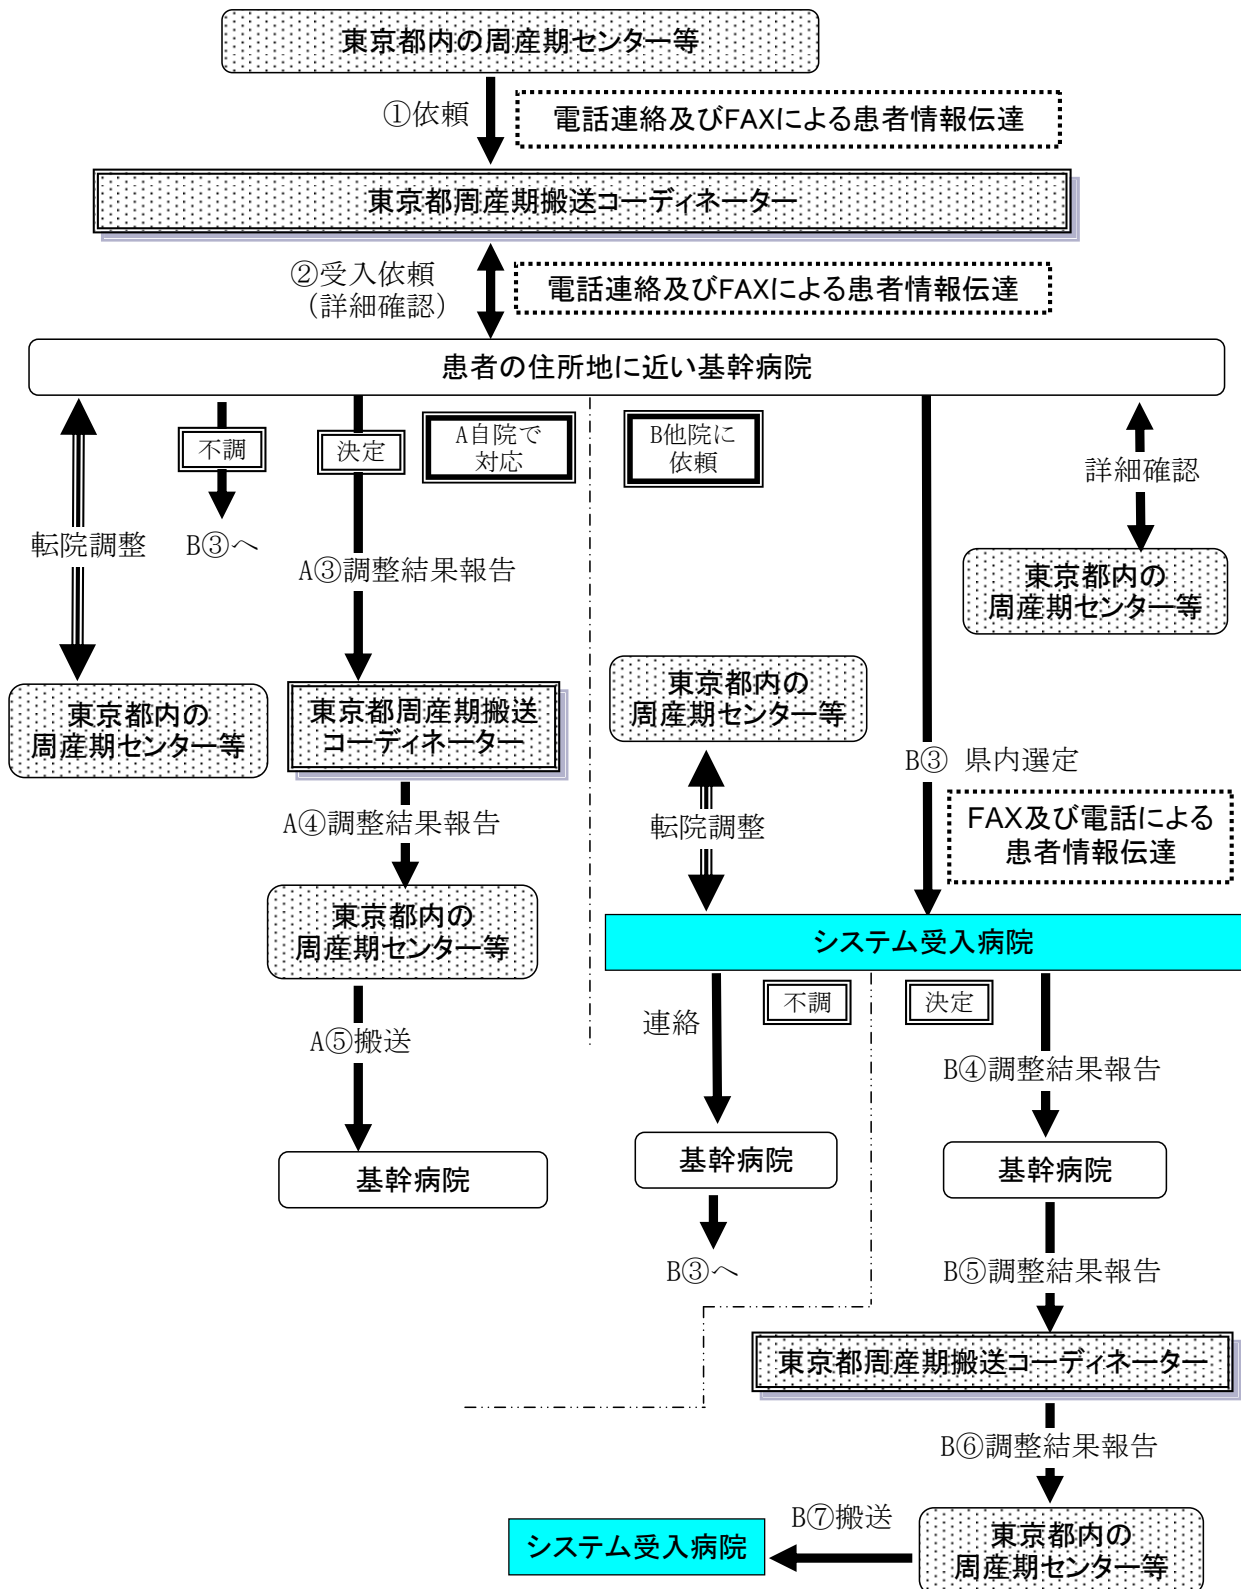 東京都内の周産期センター等
①依頼
電話連絡及びFAXによる患者情報伝達
東京都周産期搬送コーディネーター
②受入依頼
（詳細確認）
電話連絡及びFAXによる患者情報伝達
患者の住所地に近い基幹病院
不調
決定
A自院で
対応
B他院に
依頼
詳細確認
転院調整
B③へ
A③調整結果報告
東京都内の
周産期センター等
東京都内の
周産期センター等
東京都周産期搬送
コーディネーター
東京都内の
周産期センター等
B③ 県内選定
A④調整結果報告
転院調整
FAX及び電話による
患者情報伝達
東京都内の
周産期センター等
システム受入病院
A⑤搬送
連絡
不調
決定
B④調整結果報告
基幹病院
基幹病院
基幹病院
B③へ
B⑤調整結果報告
東京都周産期搬送コーディネーター
B⑥調整結果報告
B⑦搬送
システム受入病院
東京都内の
周産期センター等